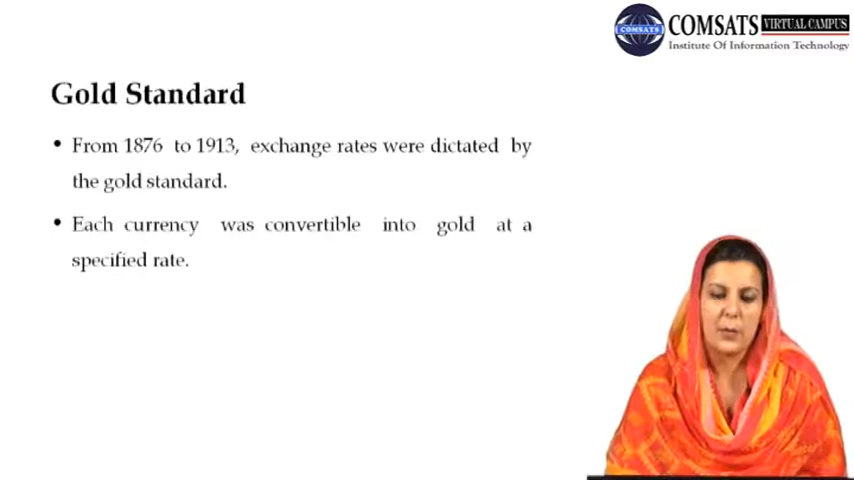 COMSATS
COMSATS VIRTUAL CAMPUS
Institute Of Information Technology
Gold Standard
• From 1876 to 1913, exchange rates were dictated by
the gold standard.
• Each currency was convertible into gold at a
specified rate.